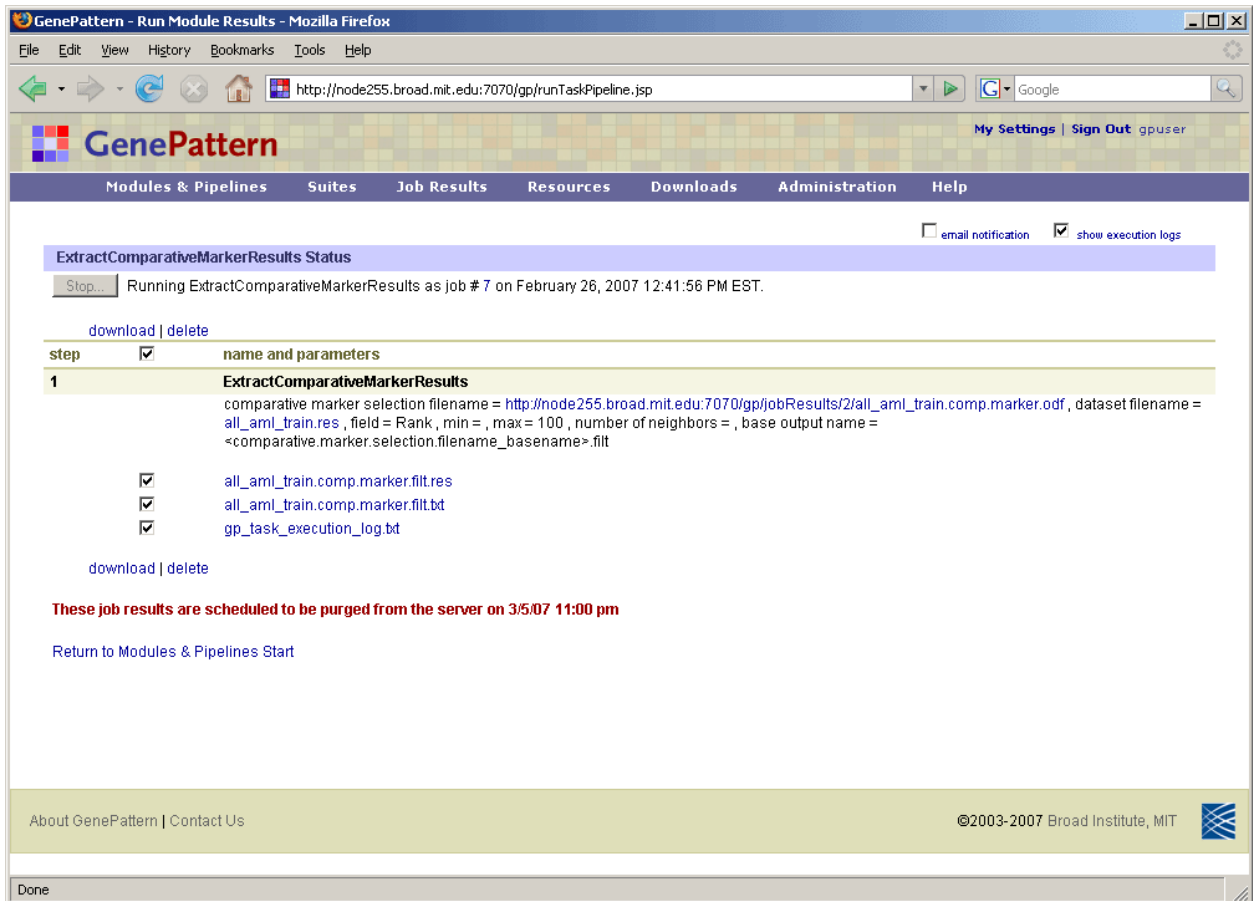 GenePattern - Run Module Results - Mozilla Firefox
File Edit View History Bookmarks Tools Help
http://node255.broad.mit.edu:7070/gp/runTaskPipeline.jsp G Google
My Settings | Sign Out gpuser
GenePattern
Modules & Pipelines Suites Job Results Resources Downloads Administration Help
email notification show execution logs
ExtractComparativeMarkerResults Status
Stop... Running ExtractComparativeMarkerResults as job # 7 on February 26, 2007 12:41:56 PM EST.
download | delete
step name and parameters
1 ExtractComparativeMarkerResults
comparative marker selection filename = http://node255.broad.mit.edu:7070/gp/jobResults/2/all_aml_train.comp.marker.odf , dataset filename =
all_aml_train.res , field = Rank , min = , max = 100 , number of neighbors = , base output name =
<comparative.marker.selection.filename_basename>.filt
all_aml_train.comp.marker.filt.res
all_aml_train.comp.marker.filt.txt
gp_task_execution_log.txt
download | delete
These job results are scheduled to be purged from the server on 3/5/07 11:00 pm
Return to Modules & Pipelines Start
About GenePattern | Contact Us ©2003-2007 Broad Institute, MIT
Done